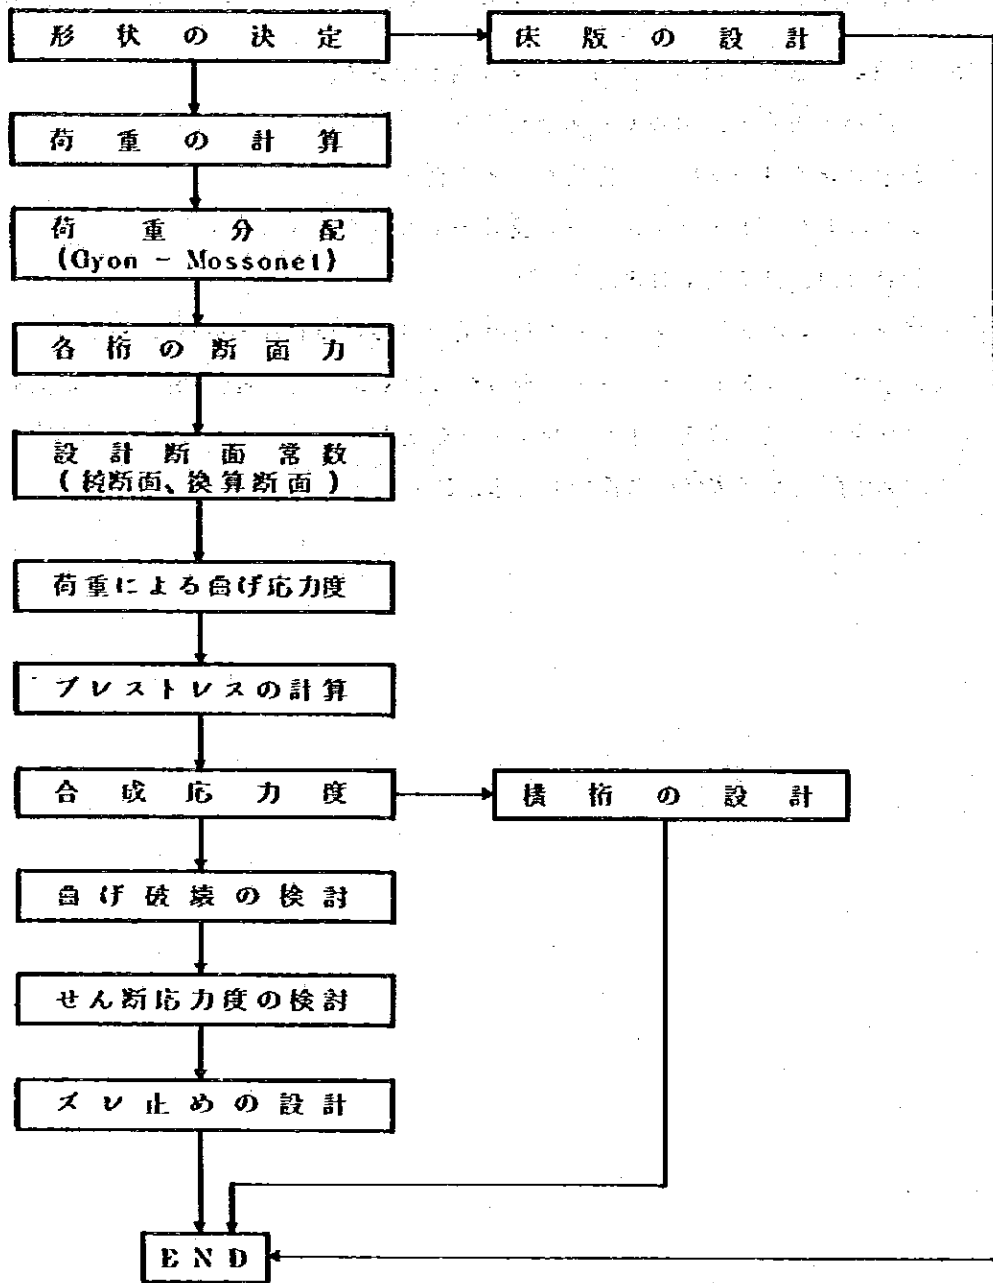 形状の決定
床版の設計
荷重の計算
荷重分配
(Gyon - Mossonet)
各桁の断面力
設計断面常数
(純断面、換算断面)
荷重による曲げ応力度
プレストレスの計算
合成応力度
横桁の設計
曲げ破壊の検討
せん断応力度の検討
ズレ止めの設計
END